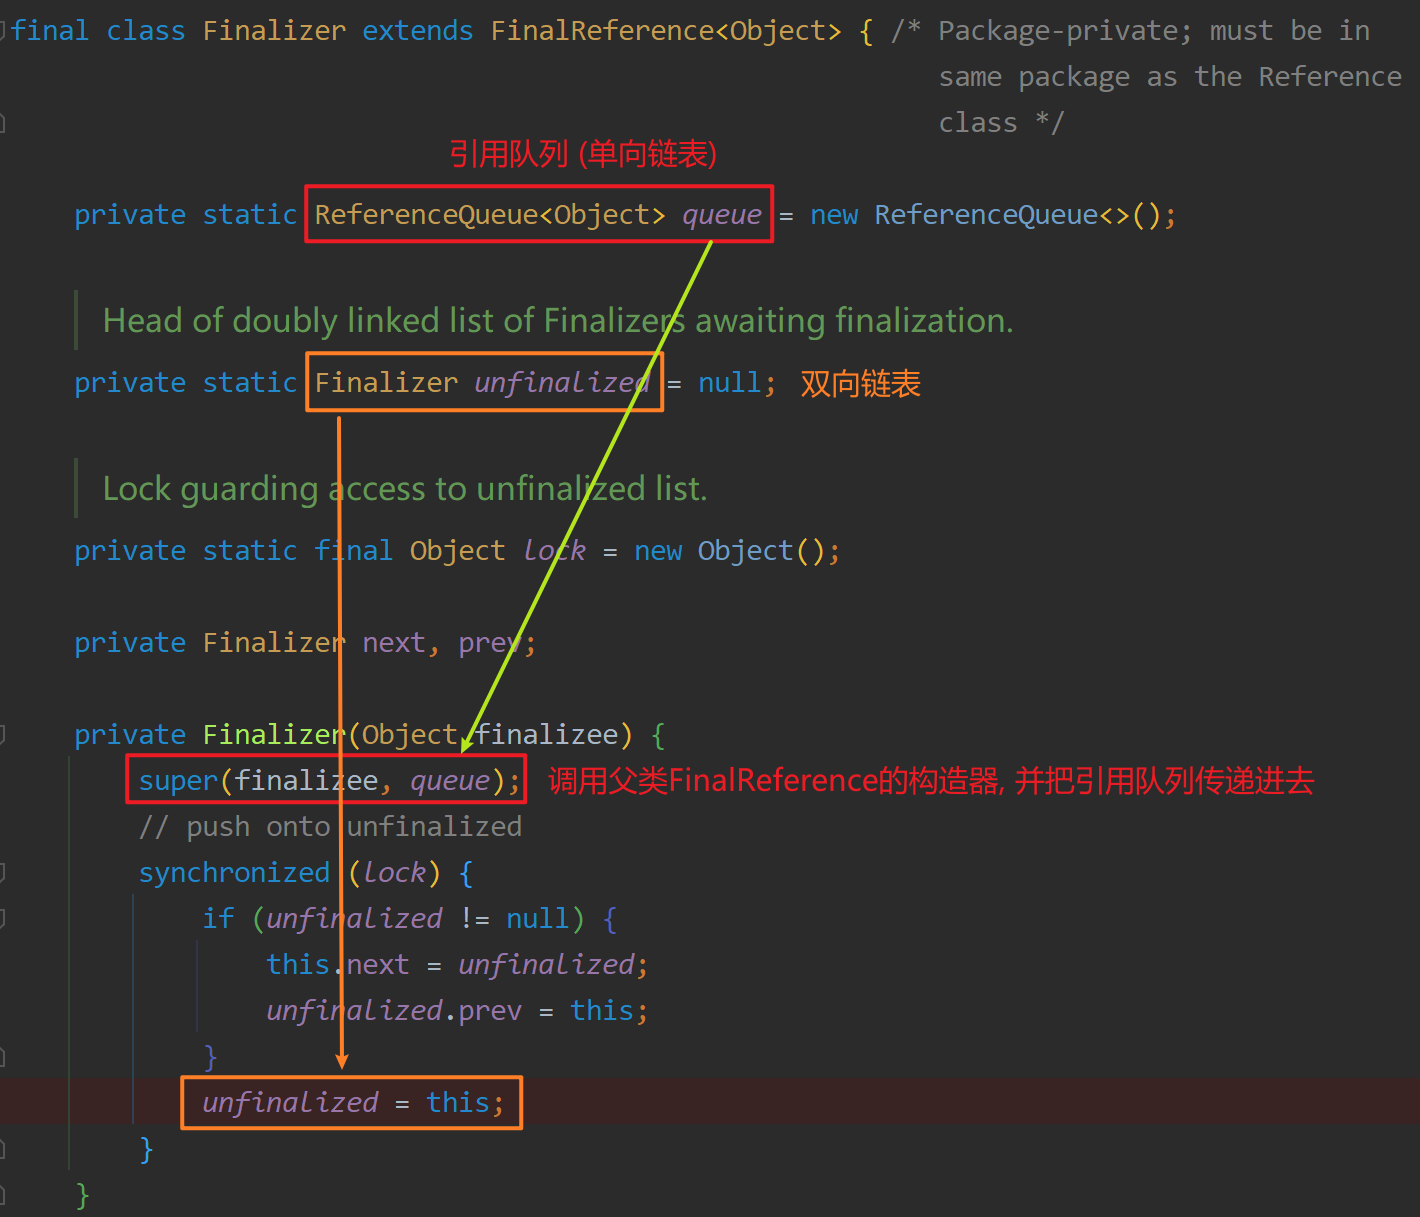 final class Finalizer extends FinalReference<Object> { /* Package-private; must be in
same package as the Reference
class */
引用队列 (单向链表)
private static ReferenceQueue<Object> queue = new ReferenceQueue<>();
Head of doubly linked list of Finalizers awaiting finalization.
private static Finalizer unfinalized = null; 双向链表
Lock guarding access to unfinalized list.
private static final Object lock = new Object();
private Finalizer next, prev;
private Finalizer(Object finalizee) {
super(finalizee, queue); 调用父类FinalReference的构造器, 并把引用队列传递进去
// push onto unfinalized
synchronized (lock) {
if (unfinalized != null) {
this.next = unfinalized;
unfinalized.prev = this;
}
unfinalized = this;
}
}